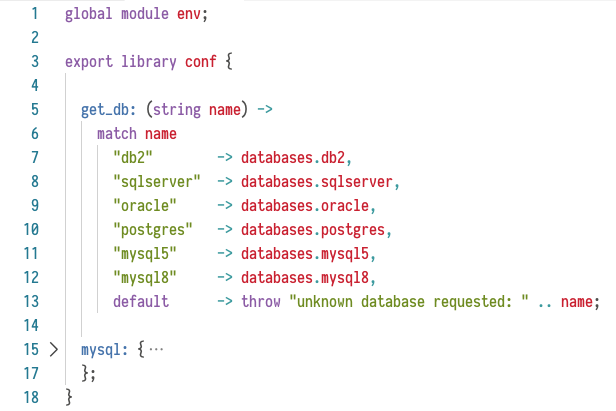 1 global module env;
2
3 export library conf {
4
5 get_db: (string name) ->
6 match name
7 "db2" -> databases.db2,
8 "sqlserver" -> databases.sqlserver,
9 "oracle" -> databases.oracle,
10 "postgres" -> databases.postgres,
11 "mysql5" -> databases.mysql5,
12 "mysql8" -> databases.mysql8,
13 default -> throw "unknown database requested: " .. name;
14
15 > mysql: {···
17 };
18 }